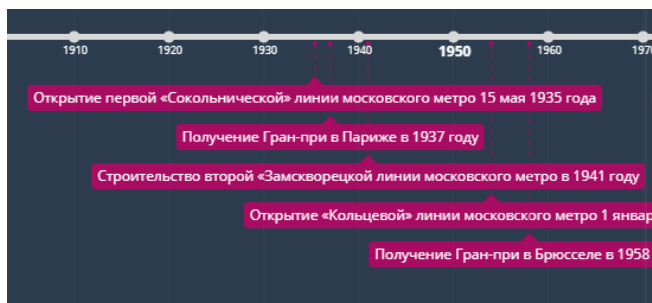 1910 1920 1930 1940 1950 1960 1970
Открытие первой «Сокольнической» линии московского метро 15 мая 1935 года
Получение Гран-при в Париже в 1937 году
Строительство второй «Замскворецкой линии московского метро в 1941 году
Открытие «Кольцевой» линии московского метро 1 январ
Получение Гран-при в Брюсселе в 1958